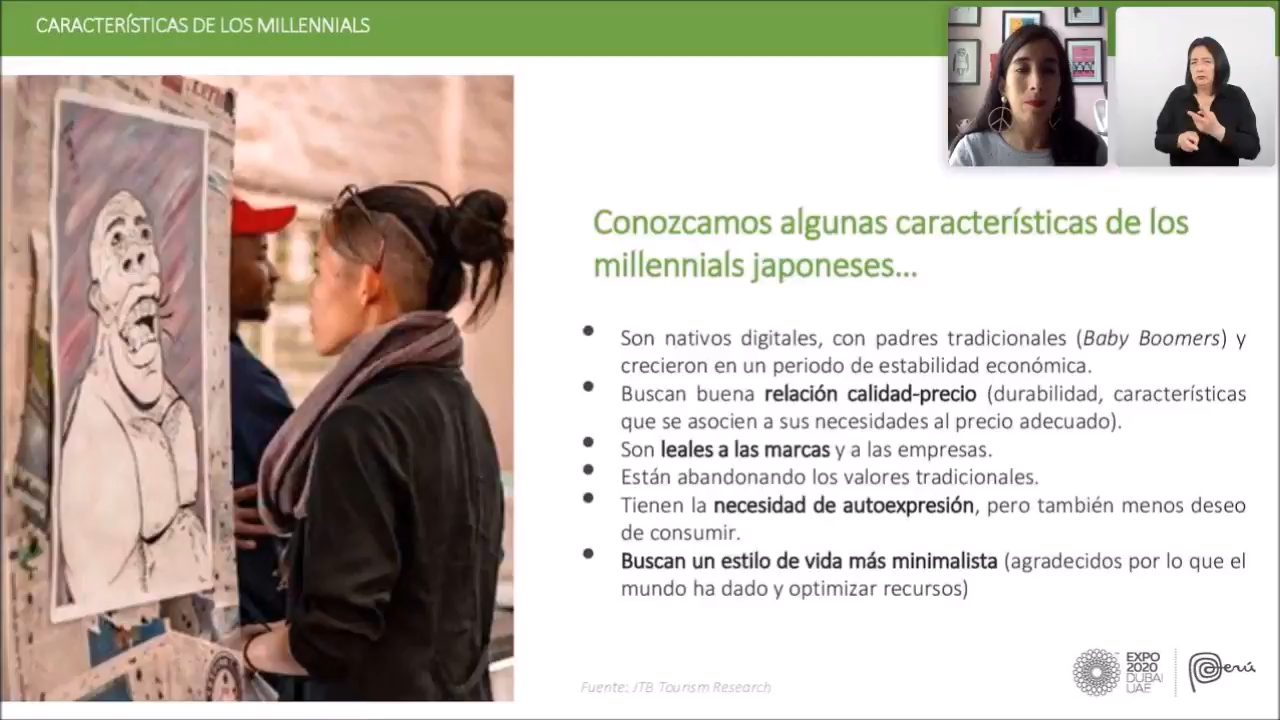 CARACTERÍSTICAS DE LOS MILLENNIALS
Conozcamos algunas características de los
millennials japoneses...
• Son nativos digitales, con padres tradicionales (Baby Boomers) y
crecieron en un periodo de estabilidad económica.
• Buscan buena relación calidad-precio (durabilidad, características
que se asocien a sus necesidades al precio adecuado).
• Son leales a las marcas y a las empresas.
• Están abandonando los valores tradicionales.
• Tienen la necesidad de autoexpresión, pero también menos deseo
de consumir.
• Buscan un estilo de vida más minimalista (agradecidos por lo que el
mundo ha dado y optimizar recursos)
Fuente: JTB Tourism Research
EXPO
2020
DUBAI
UAE
Perú